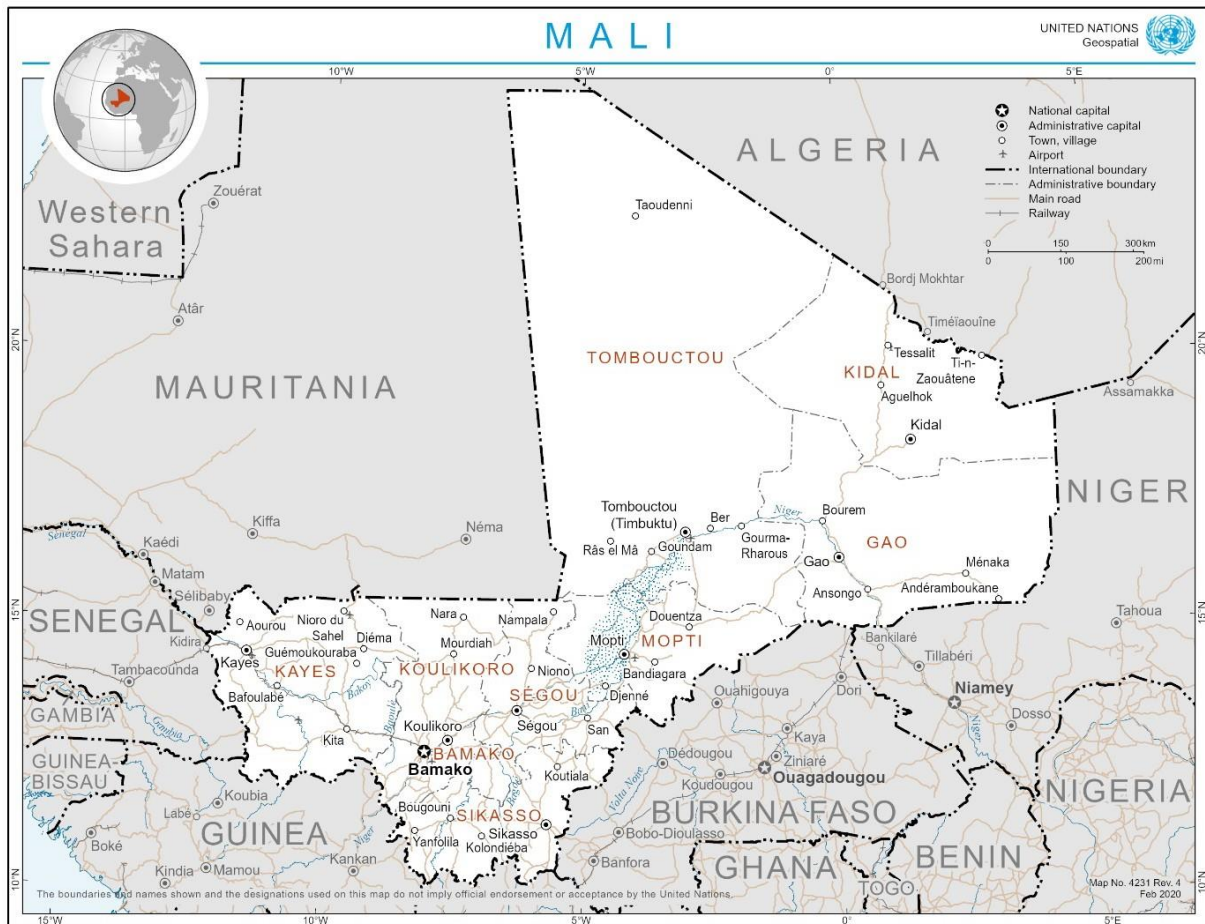 MALI
UNITED NATIONS
Geospatial
10°W
5°W
0°
5°E
National capital
Administrative capital
Town, village
Airport
International boundary
Administrative boundary
Main road
Railway
0 150 300 km
0 100 200 mi
ALGERIA
Zouérat
Western
Sahara
Taoudenni
Bordj Mokhtar
Atâr
Timéïaouîne
20°N
20°N
Tessalit
Ti-n-
Zaouâtene
TOMBOUCTOU
KIDAL
MAURITANIA
Aguelhok
Assamakka
Kidal
NIGER
Tombouctou
(Timbuktu)
Ber
Niger
Bourem
Kiffa
Néma
Sénégal
Kaédi
Râs el Mâ
Goundam
Gourma-
Rharous
GAO
Gao
Ménaka
Matam
Ansongo
Andéramboukane
15°N
15°N
Sélibaby
SENEGAL
Aourou
Nioro du
Sahel
Nara
Nampala
Douentza
Tahoua
Kidira
Diéma
Mourdiah
Mopti
MOPTI
Bankilaré
Guémoukouraba
Kayes
KAYES
KOULIKORO
Niono
Bandiagara
Tillabéri
Tambacounda
Bafoulabé
Bakoy
SÉGOU
Djenné
Ouahigouya
Dori
Niamey
GAMBIA
Gambia
Baoulé
Koulikoro
Ségou
Bani
San
Kaya
Dosso
Niger
Kita
BAMAKO
Bamako
Dédougou
Ziniaré
GUINEA-
BISSAU
Koutiala
Ouagadougou
Koudougou
Koubia
Labé
Bougouni
Bagoé
Volta Noire
BURKINA FASO
NIGERIA
GUINEA
SIKASSO
Sikasso
Boké
Niger
Yanfolila
Kolondiéba
Bobo-Dioulasso
Kindia
Mamou
Kankan
Banfora
GHANA
BENIN
TOGO
10°N
10°N
The boundaries and names shown and the designations used on this map do not imply official endorsement or acceptance by the United Nations.
Map No. 4231 Rev. 4
Feb 2020
15°W
10°W
5°W
0°
5°E